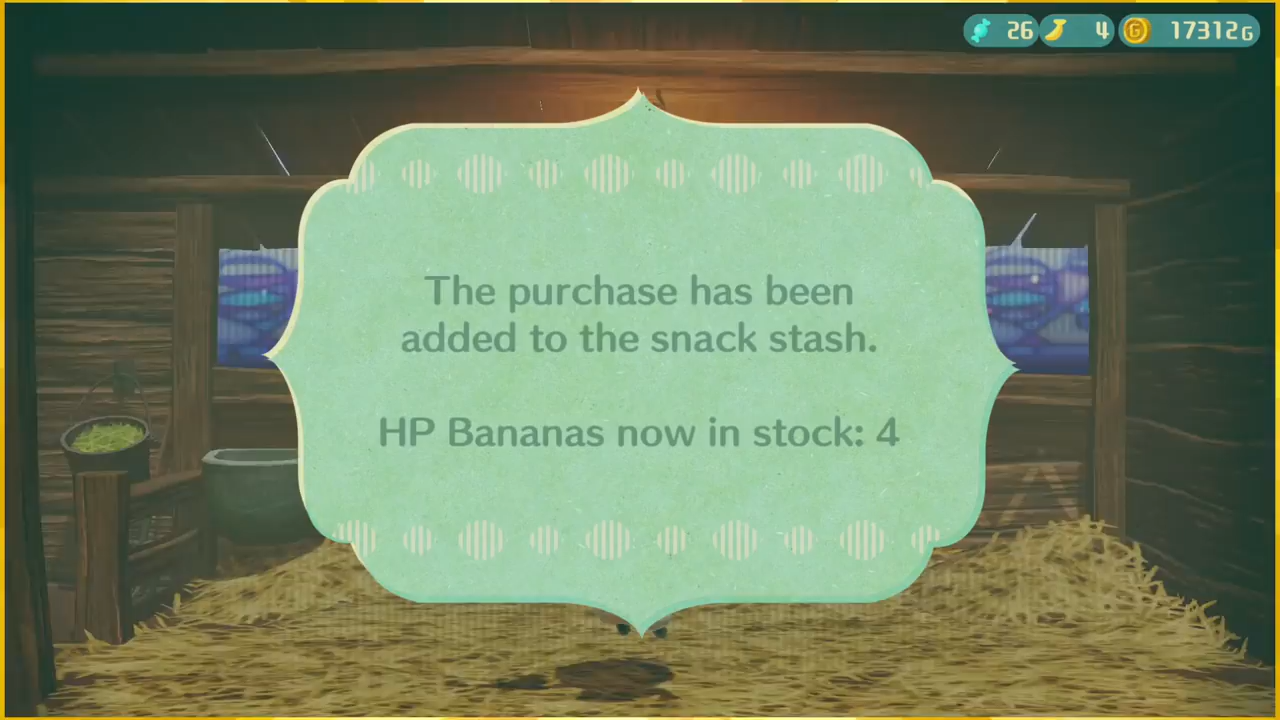 26 4 17312G
The purchase has been
added to the snack stash.
HP Bananas now in stock: 4